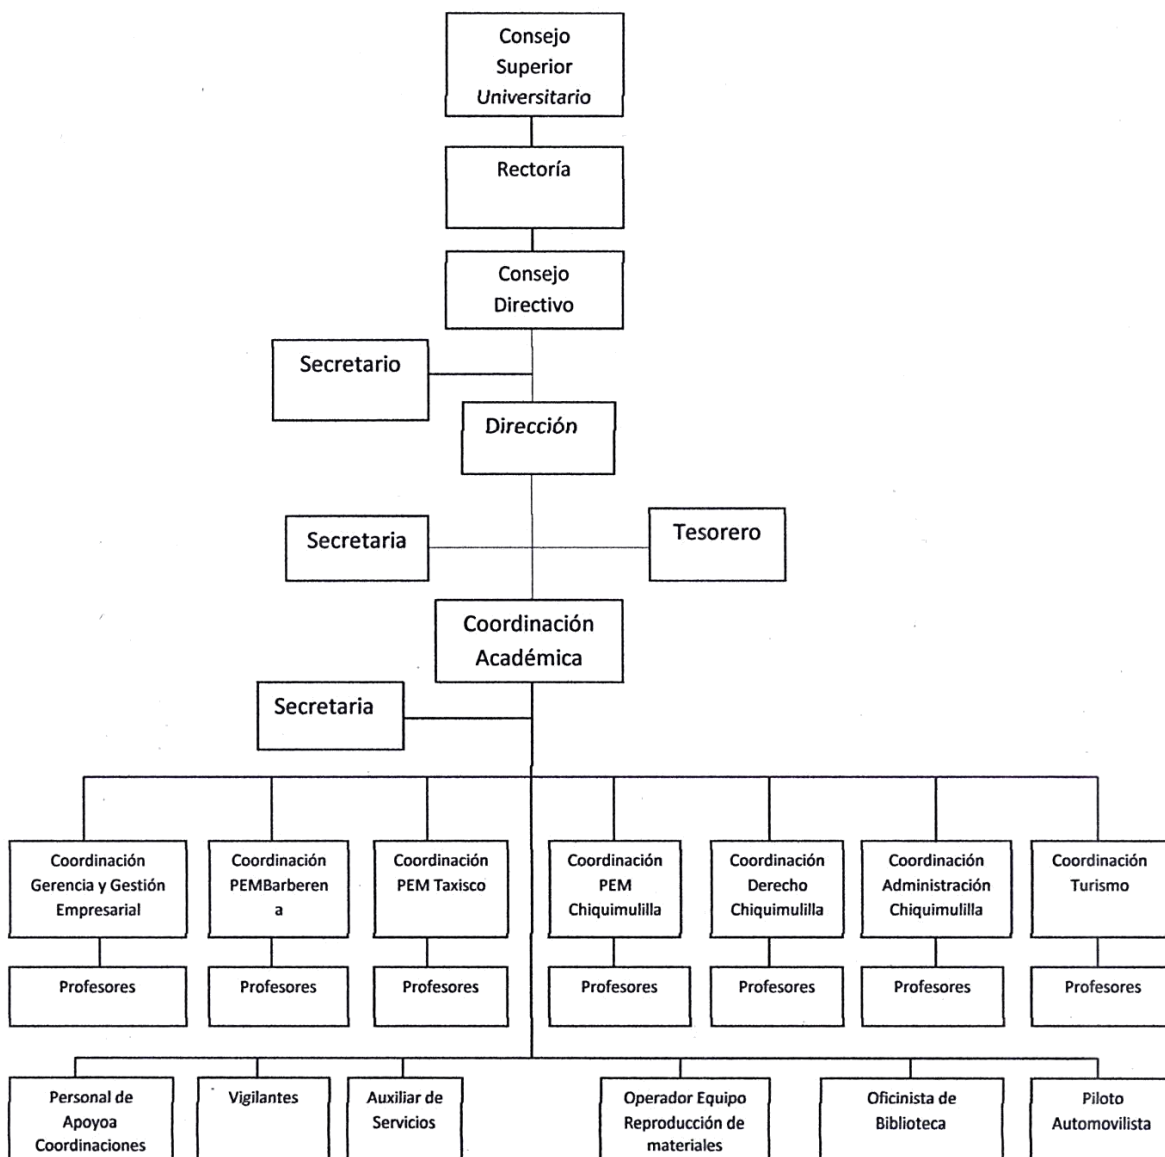 Consejo
Superior
Universitario
Rectoría
Consejo
Directivo
Secretario
Dirección
Secretaria
Tesorero
Coordinación
Académica
Secretaria
Coordinación
Gerencia y Gestión
Empresarial
Coordinación
PEMBarberen
a
Coordinación
PEM Taxisco
Coordinación
PEM
Chiquimulilla
Coordinación
Derecho
Chiquimulilla
Coordinación
Administración
Chiquimulilla
Coordinación
Turismo
Profesores
Profesores
Profesores
Profesores
Profesores
Profesores
Profesores
Personal de
Apoyoa
Coordinaciones
Vigilantes
Auxiliar de
Servicios
Operador Equipo
Reproducción de
materiales
Oficinista de
Biblioteca
Piloto
Automovilista